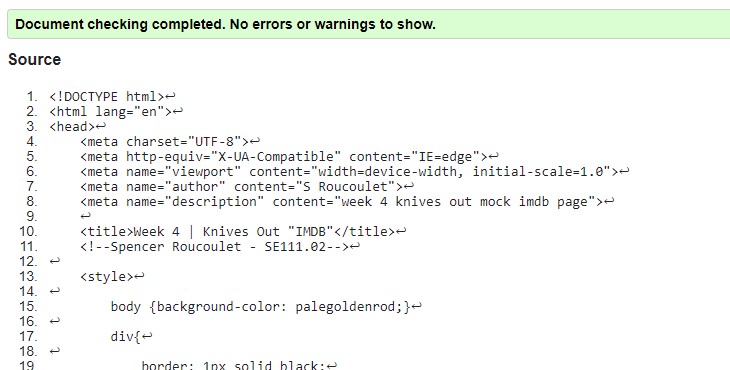 Document checking completed. No errors or warnings to show.
Source
1. <!DOCTYPE html>↩
2. <html lang="en">↩
3. <head>↩
4.     <meta charset="UTF-8">↩
5.     <meta http-equiv="X-UA-Compatible" content="IE=edge">↩
6.     <meta name="viewport" content="width=device-width, initial-scale=1.0">↩
7.     <meta name="author" content="S Roucoulet">↩
8.     <meta name="description" content="week 4 knives out mock imdb page">↩
9.     ↩
10.     <title>Week 4 | Knives Out "IMDB"</title>↩
11.     <!--Spencer Roucoulet - SE111.02-->↩
12. ↩
13.     <style>↩
14. ↩
15.         body {background-color: palegoldenrod;}↩
16. ↩
17.         div{↩
18. ↩
19             border: 1px solid black;↩